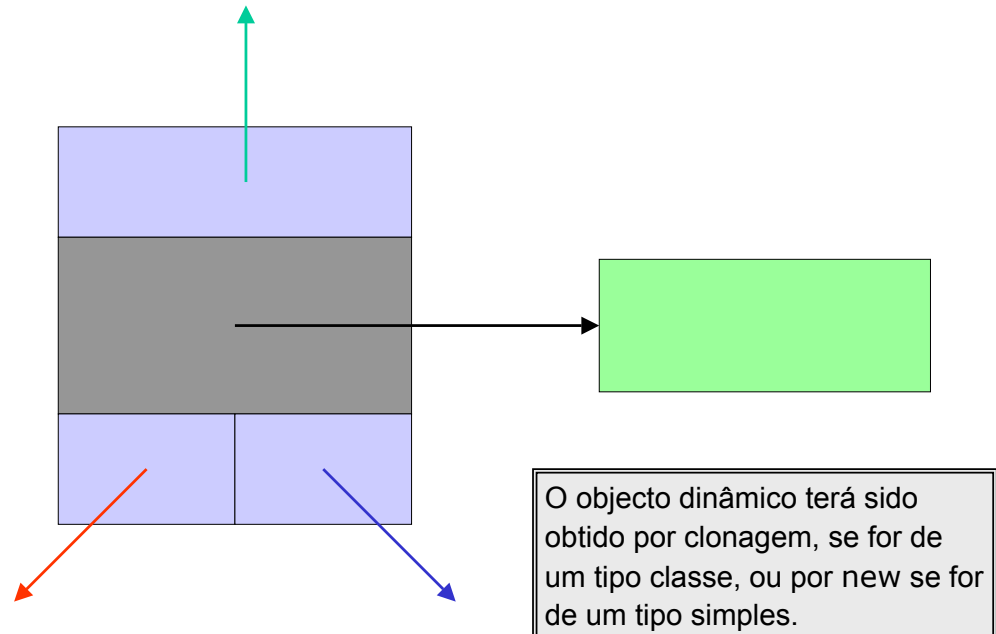 O objecto dinâmico terá sido
obtido por clonagem, se for de
um tipo classe, ou por new se for
de um tipo simples.